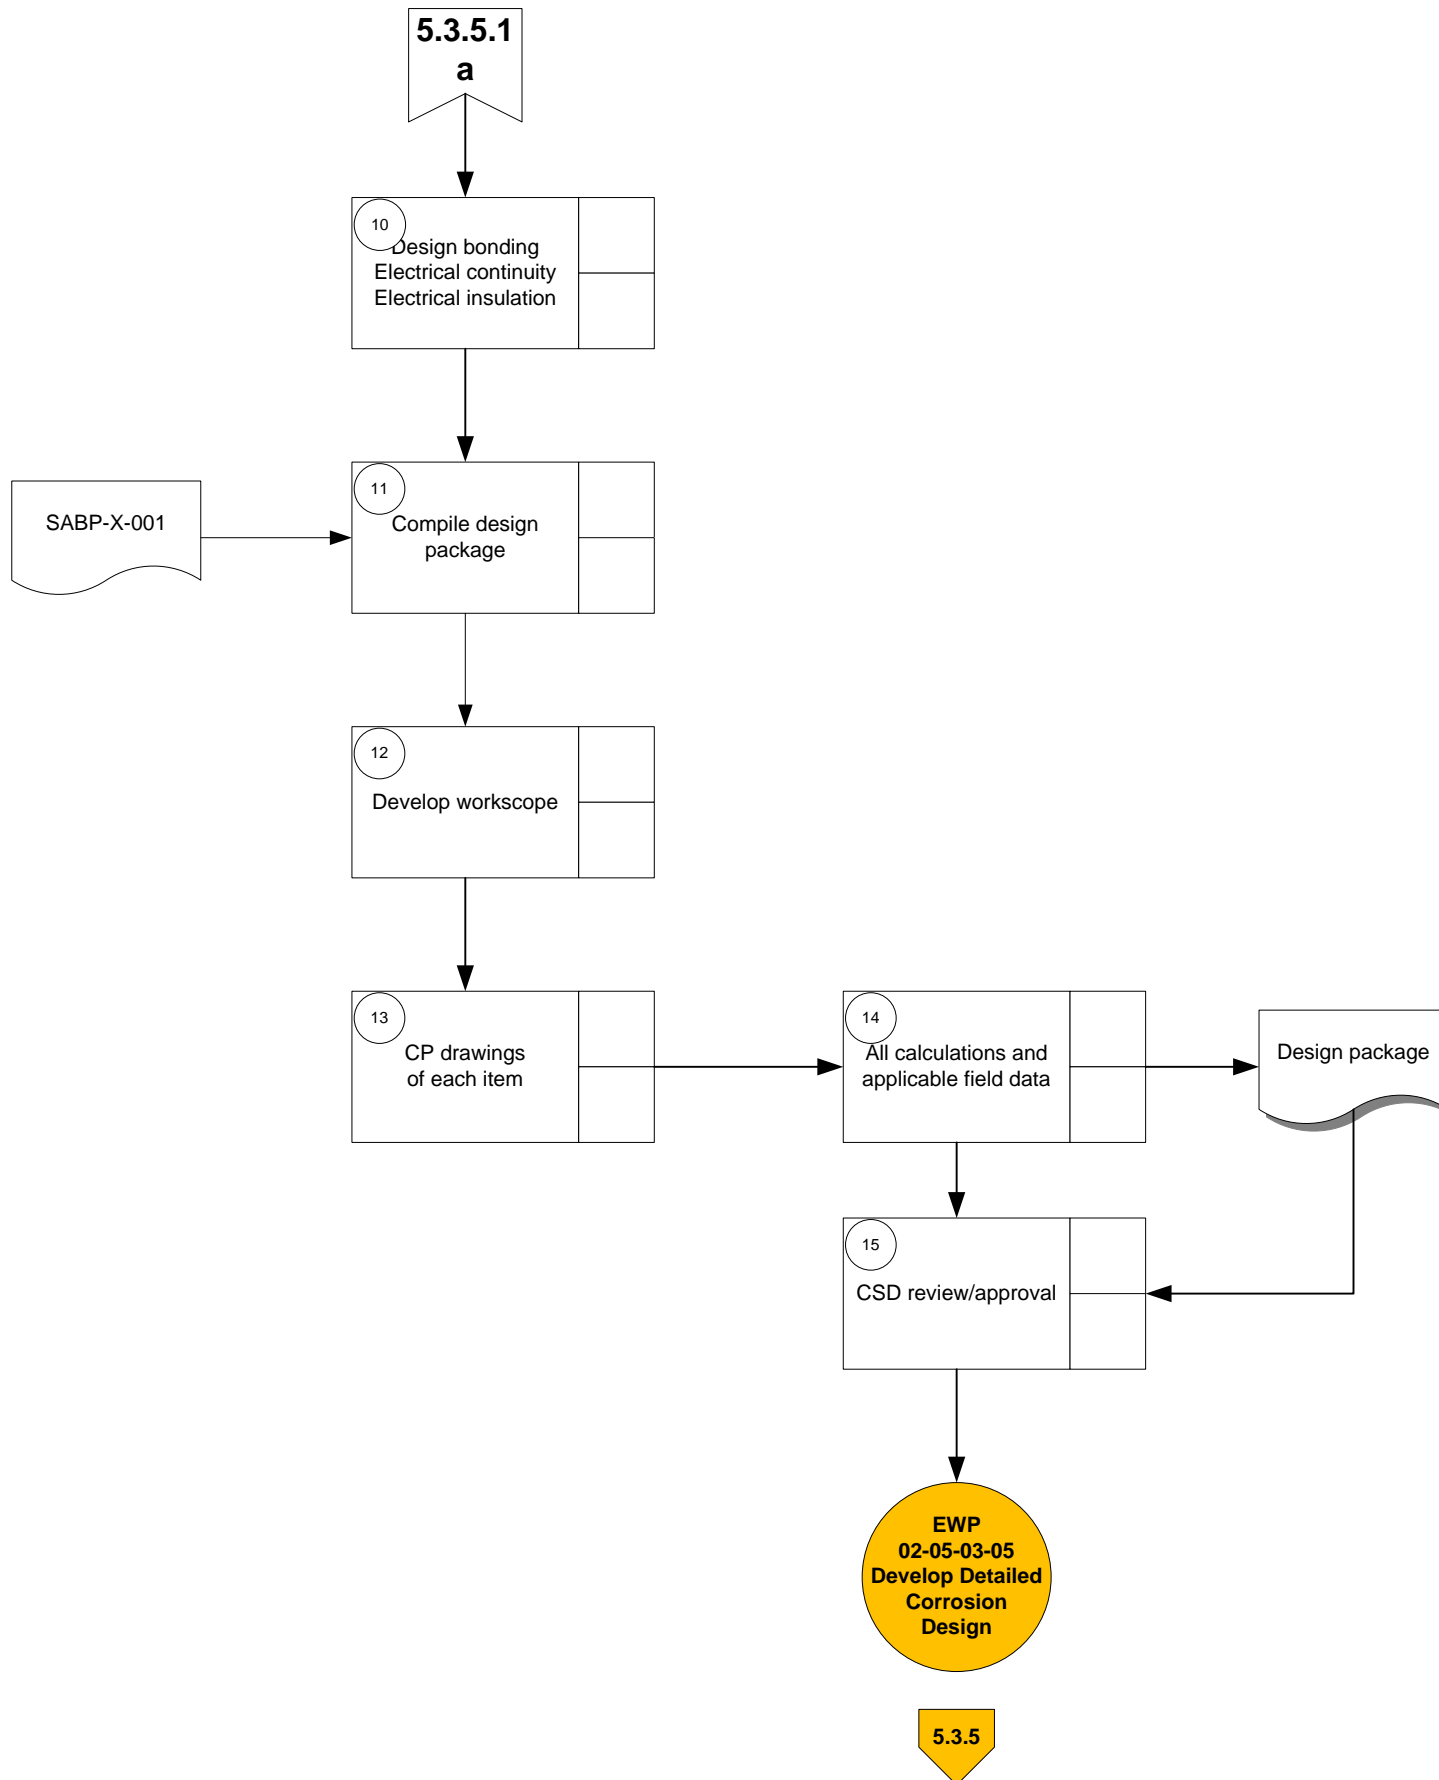 5.3.5.1
a
10
Design bonding
Electrical continuity
Electrical insulation
SABP-X-001
11
Compile design
package
12
Develop workscope
13
CP drawings
of each item
14
All calculations and
applicable field data
Design package
15
CSD review/approval
EWP
02-05-03-05
Develop Detailed
Corrosion
Design
5.3.5